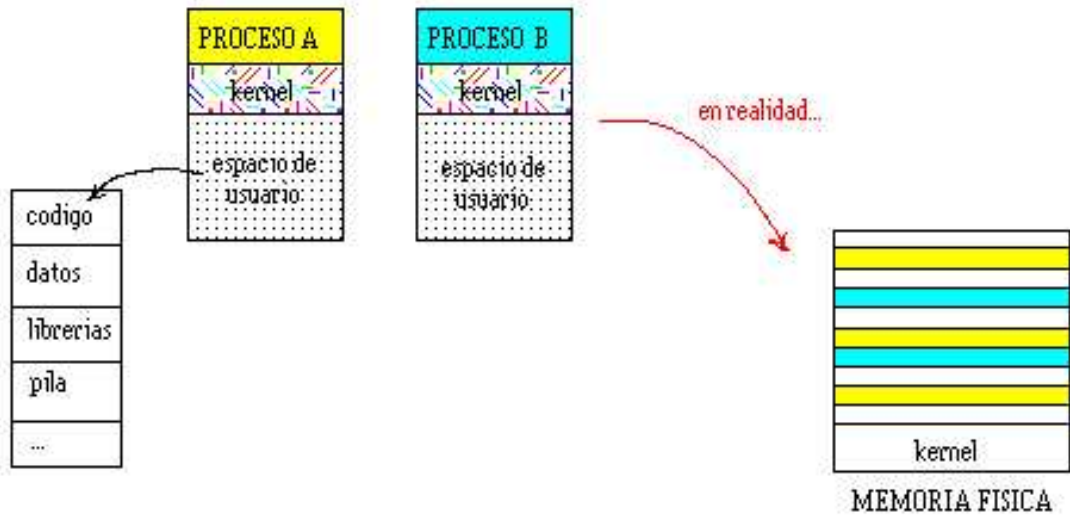 PROCESO A
kernel
espacio de
usuario
PROCESO B
kernel
espacio de
usuario
en realidad...
codigo
datos
librerias
pila
...
kernel
MEMORIA FISICA